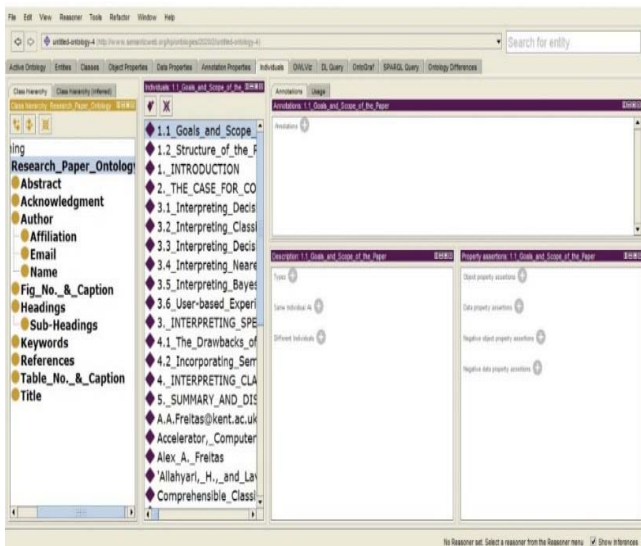 File Edit View Reasoner Tools Refactor Window Help
untitled-ontology-4
Search for entity
Active Ontology Entities Classes Object Properties Data Properties Annotation Properties Individuals OWLViz DL Query OntoGraf SPARQL Query Ontology Differences
Class hierarchy Class hierarchy (inferred)
Class hierarchy: Research_Paper_Ontology
ning
Research_Paper_Ontology
Abstract
Acknowledgment
Author
Affiliation
Email
Name
Fig_No._&_Caption
Headings
Sub-Headings
Keywords
References
Table_No._&_Caption
Title
Individuals: 1.1_Goals_and_Scope_of_the_
1.1_Goals_and_Scope_
1.2_Structure_of_the_P
1._INTRODUCTION
2._THE_CASE_FOR_CO
3.1_Interpreting_Decis
3.2_Interpreting_Classi
3.3_Interpreting_Decis
3.4_Interpreting_Neare
3.5_Interpreting_Bayes
3.6_User-based_Experi
3._INTERPRETING_SPE
4.1_The_Drawbacks_of
4.2_Incorporating_Sem
4._INTERPRETING_CLA
5._SUMMARY_AND_DIS
A.A.Freitas@kent.ac.uk
Accelerator,_Computer
Alex_A._Freitas
'Allahyari,_H.,_and_Lav
Comprehensible_Classi
Annotations Usage
Annotations: 1.1_Goals_and_Scope_of_the_Paper
Annotations
Description: 1.1_Goals_and_Scope_of_the_Paper
Types
Same Individual As
Different Individuals
Property assertions: 1.1_Goals_and_Scope_of_the_Paper
Object property assertions
Data property assertions
Negative object property assertions
Negative data property assertions
No Reasoner set. Select a reasoner from the Reasoner menu Show Inferences